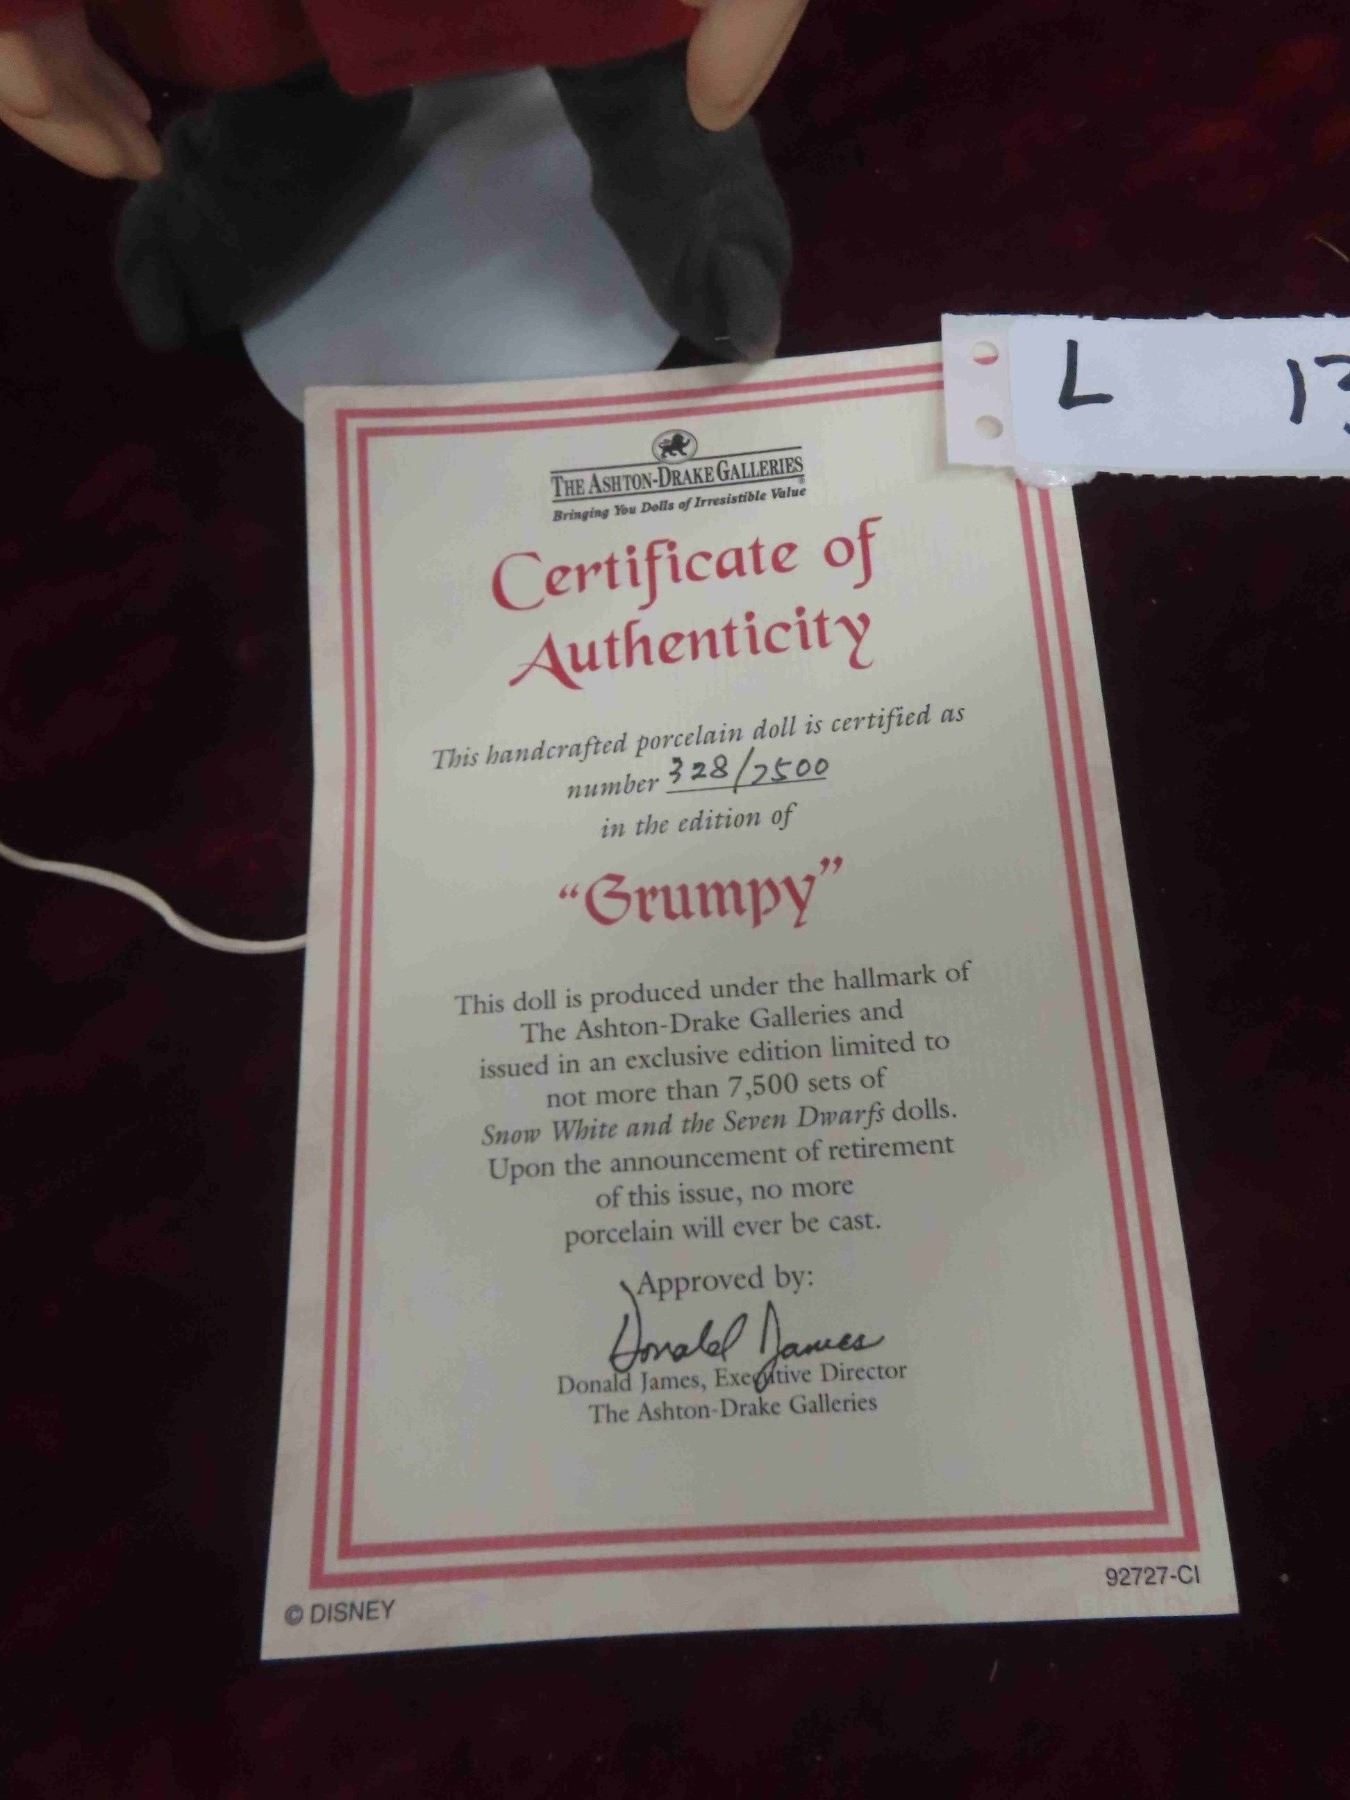 L 13
THE ASHTON-DRAKE GALLERIES
Bringing You Dolls of Irresistible Value®
Certificate of
Authenticity
This handcrafted porcelain doll is certified as
number 328/7500
in the edition of
“Grumpy”
This doll is produced under the hallmark of
The Ashton-Drake Galleries and
issued in an exclusive edition limited to
not more than 7,500 sets of
Snow White and the Seven Dwarfs dolls.
Upon the announcement of retirement
of this issue, no more
porcelain will ever be cast.
Approved by:
Donald James
Donald James, Executive Director
The Ashton-Drake Galleries
92727-CI
© DISNEY